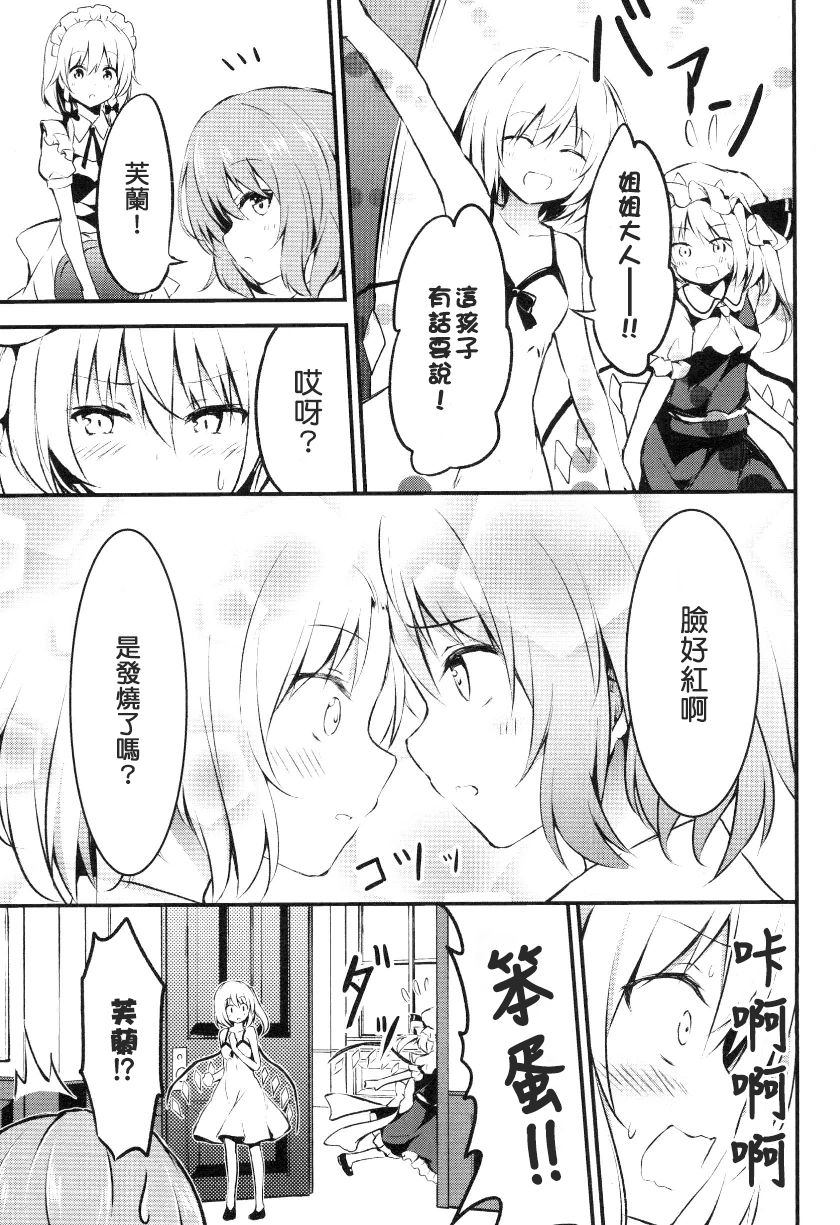 バァーン
姐姐大人——!!
這孩子
有話要說！
芙蘭！
哎呀？
臉好紅啊
是發燒了嗎？
コツッ
咔啊啊啊
笨蛋!!
ダッ
芙蘭!?